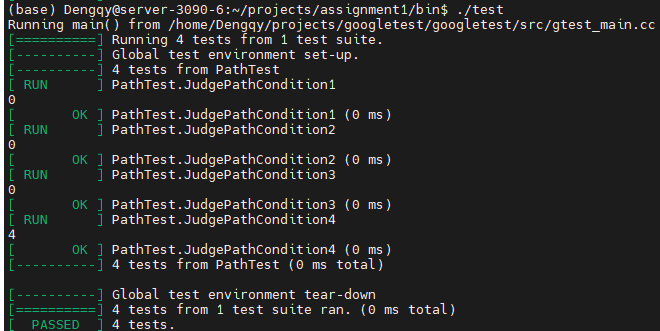 (base) Dengqy@server-3090-6:~/projects/assignment1/bin$ ./test
Running main() from /home/Dengqy/projects/googletest/googletest/src/gtest_main.cc
[==========] Running 4 tests from 1 test suite.
[----------] Global test environment set-up.
[----------] 4 tests from PathTest
[ RUN      ] PathTest.JudgePathCondition1
0
[       OK ] PathTest.JudgePathCondition1 (0 ms)
[ RUN      ] PathTest.JudgePathCondition2
0
[       OK ] PathTest.JudgePathCondition2 (0 ms)
[ RUN      ] PathTest.JudgePathCondition3
0
[       OK ] PathTest.JudgePathCondition3 (0 ms)
[ RUN      ] PathTest.JudgePathCondition4
4
[       OK ] PathTest.JudgePathCondition4 (0 ms)
[----------] 4 tests from PathTest (0 ms total)

[----------] Global test environment tear-down
[==========] 4 tests from 1 test suite ran. (0 ms total)
[  PASSED  ] 4 tests.